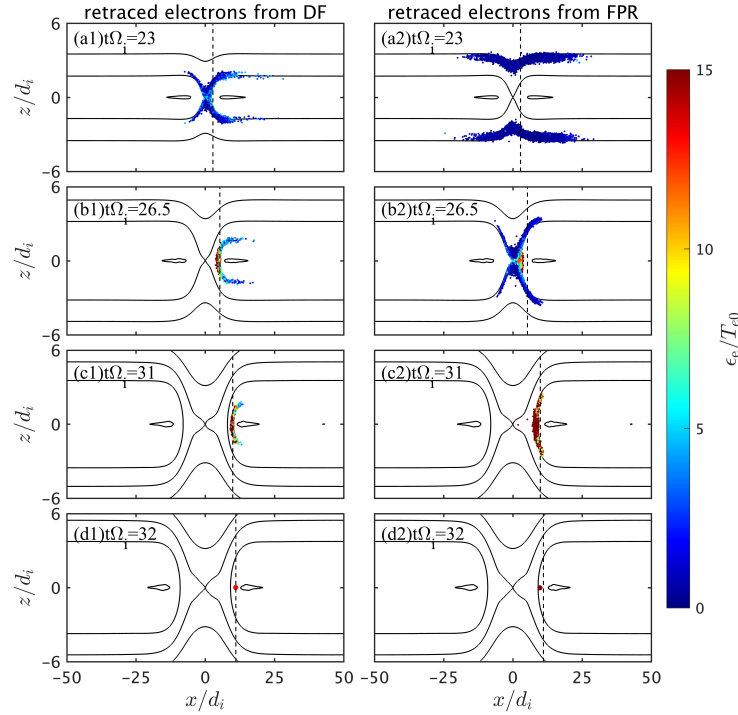 retraced electrons from DF
retraced electrons from FPR
6
(a1)tΩᵢ=23
(a2)tΩᵢ=23
z/dᵢ
0
−6
6
(b1)tΩᵢ=26.5
(b2)tΩᵢ=26.5
z/dᵢ
0
−6
6
(c1)tΩᵢ=31
(c2)tΩᵢ=31
z/dᵢ
0
−6
6
(d1)tΩᵢ=32
(d2)tΩᵢ=32
z/dᵢ
0
−6
−50 −25 0 25 50
−50 −25 0 25 50
x/dᵢ
x/dᵢ
15
10
5
0
ϵₑ/Tₑ₀